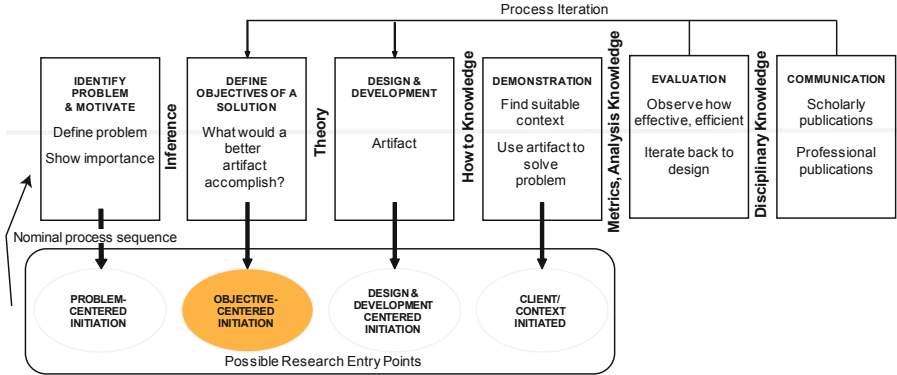 Process Iteration
IDENTIFY
PROBLEM
& MOTIVATE
Define problem
Show importance
Inference
DEFINE
OBJECTIVES OF A
SOLUTION
What would a
better
artifact
accomplish?
Theory
DESIGN &
DEVELOPMENT
Artifact
How to Knowledge
DEMONSTRATION
Find suitable
context
Use artifact to
solve
problem
Metrics, Analysis Knowledge
EVALUATION
Observe how
effective, efficient
Iterate back to
design
Disciplinary Knowledge
COMMUNICATION
Scholarly
publications
Professional
publications
Nominal process sequence
PROBLEM-
CENTERED
INITIATION
OBJECTIVE-
CENTERED
INITIATION
DESIGN &
DEVELOPMENT
CENTERED
INITIATION
CLIENT/
CONTEXT
INITIATED
Possible Research Entry Points